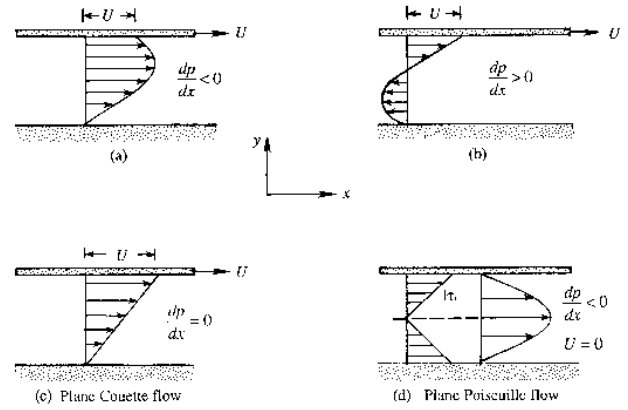 U
U
dp/dx < 0
(a)
U
U
dp/dx > 0
(b)
y
x
U
U
dp/dx = 0
(c) Plane Couette flow
|τ|
dp/dx < 0
U = 0
(d) Plane Poiseuille flow